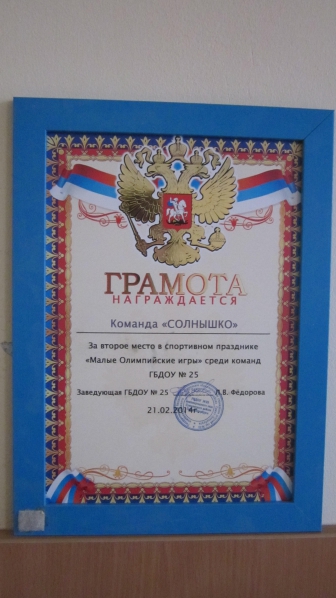 ГРАМОТА
НАГРАЖДАЕТСЯ
Команда «СОЛНЫШКО»
За второе место в спортивном празднике
«Малые Олимпийские игры» среди команд
ГБДОУ № 25
Заведующая ГБДОУ № 25 Л.В. Фёдорова
21.02.2014г.